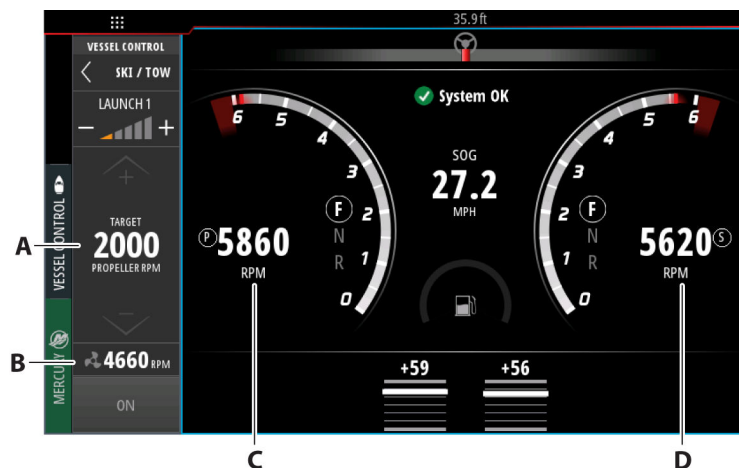 35.9 ft
VESSEL CONTROL
SKI / TOW
LAUNCH 1
− +
+
TARGET
2000
PROPELLER RPM
−
4660 RPM
ON
VESSEL CONTROL
MERCURY
System OK
SOG
27.2
MPH
6 5 4 3 2 1 0
F
N
R
P 5860
RPM
6 5 4 3 2 1 0
F
N
R
5620 S
RPM
+59 +56
A
B
C
D